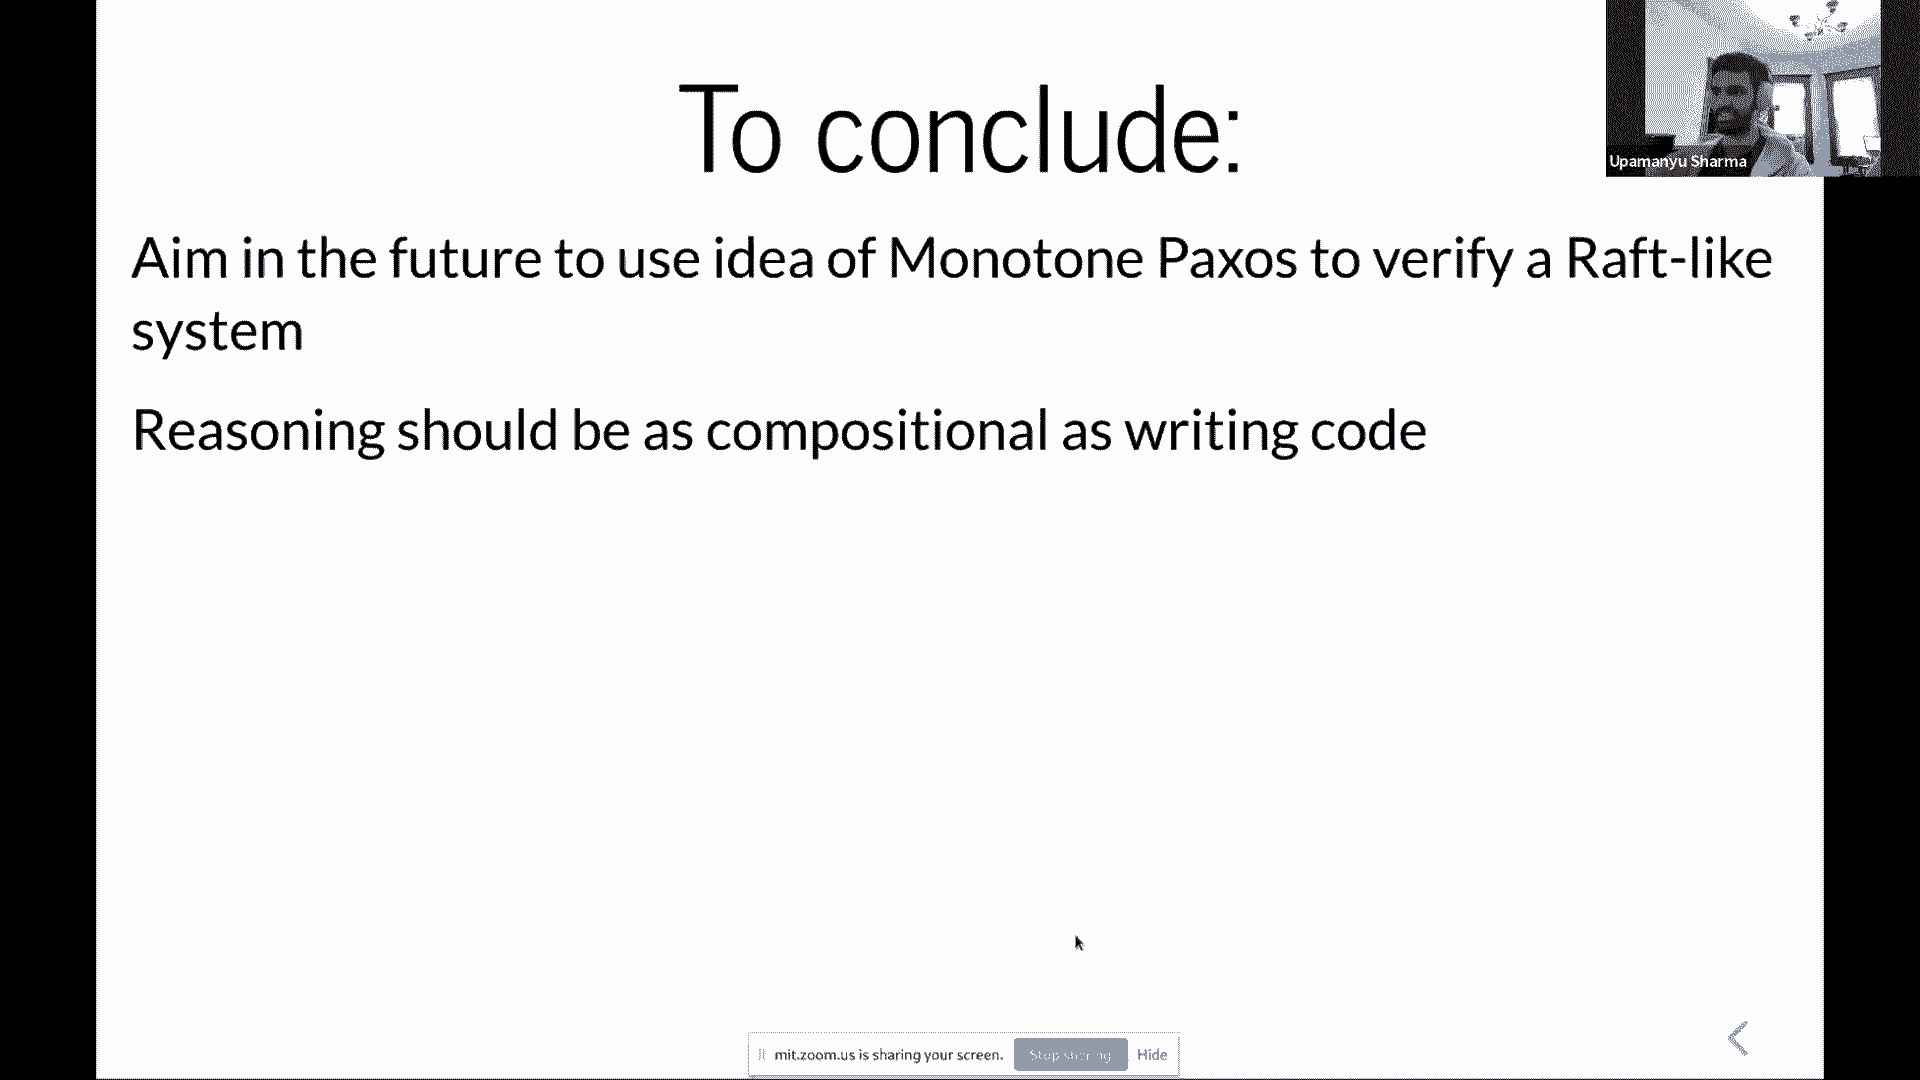 To conclude:
Upamanyu Sharma
Aim in the future to use idea of Monotone Paxos to verify a Raft-like
system
Reasoning should be as compositional as writing code
mit.zoom.us is sharing your screen. Stop sharing Hide